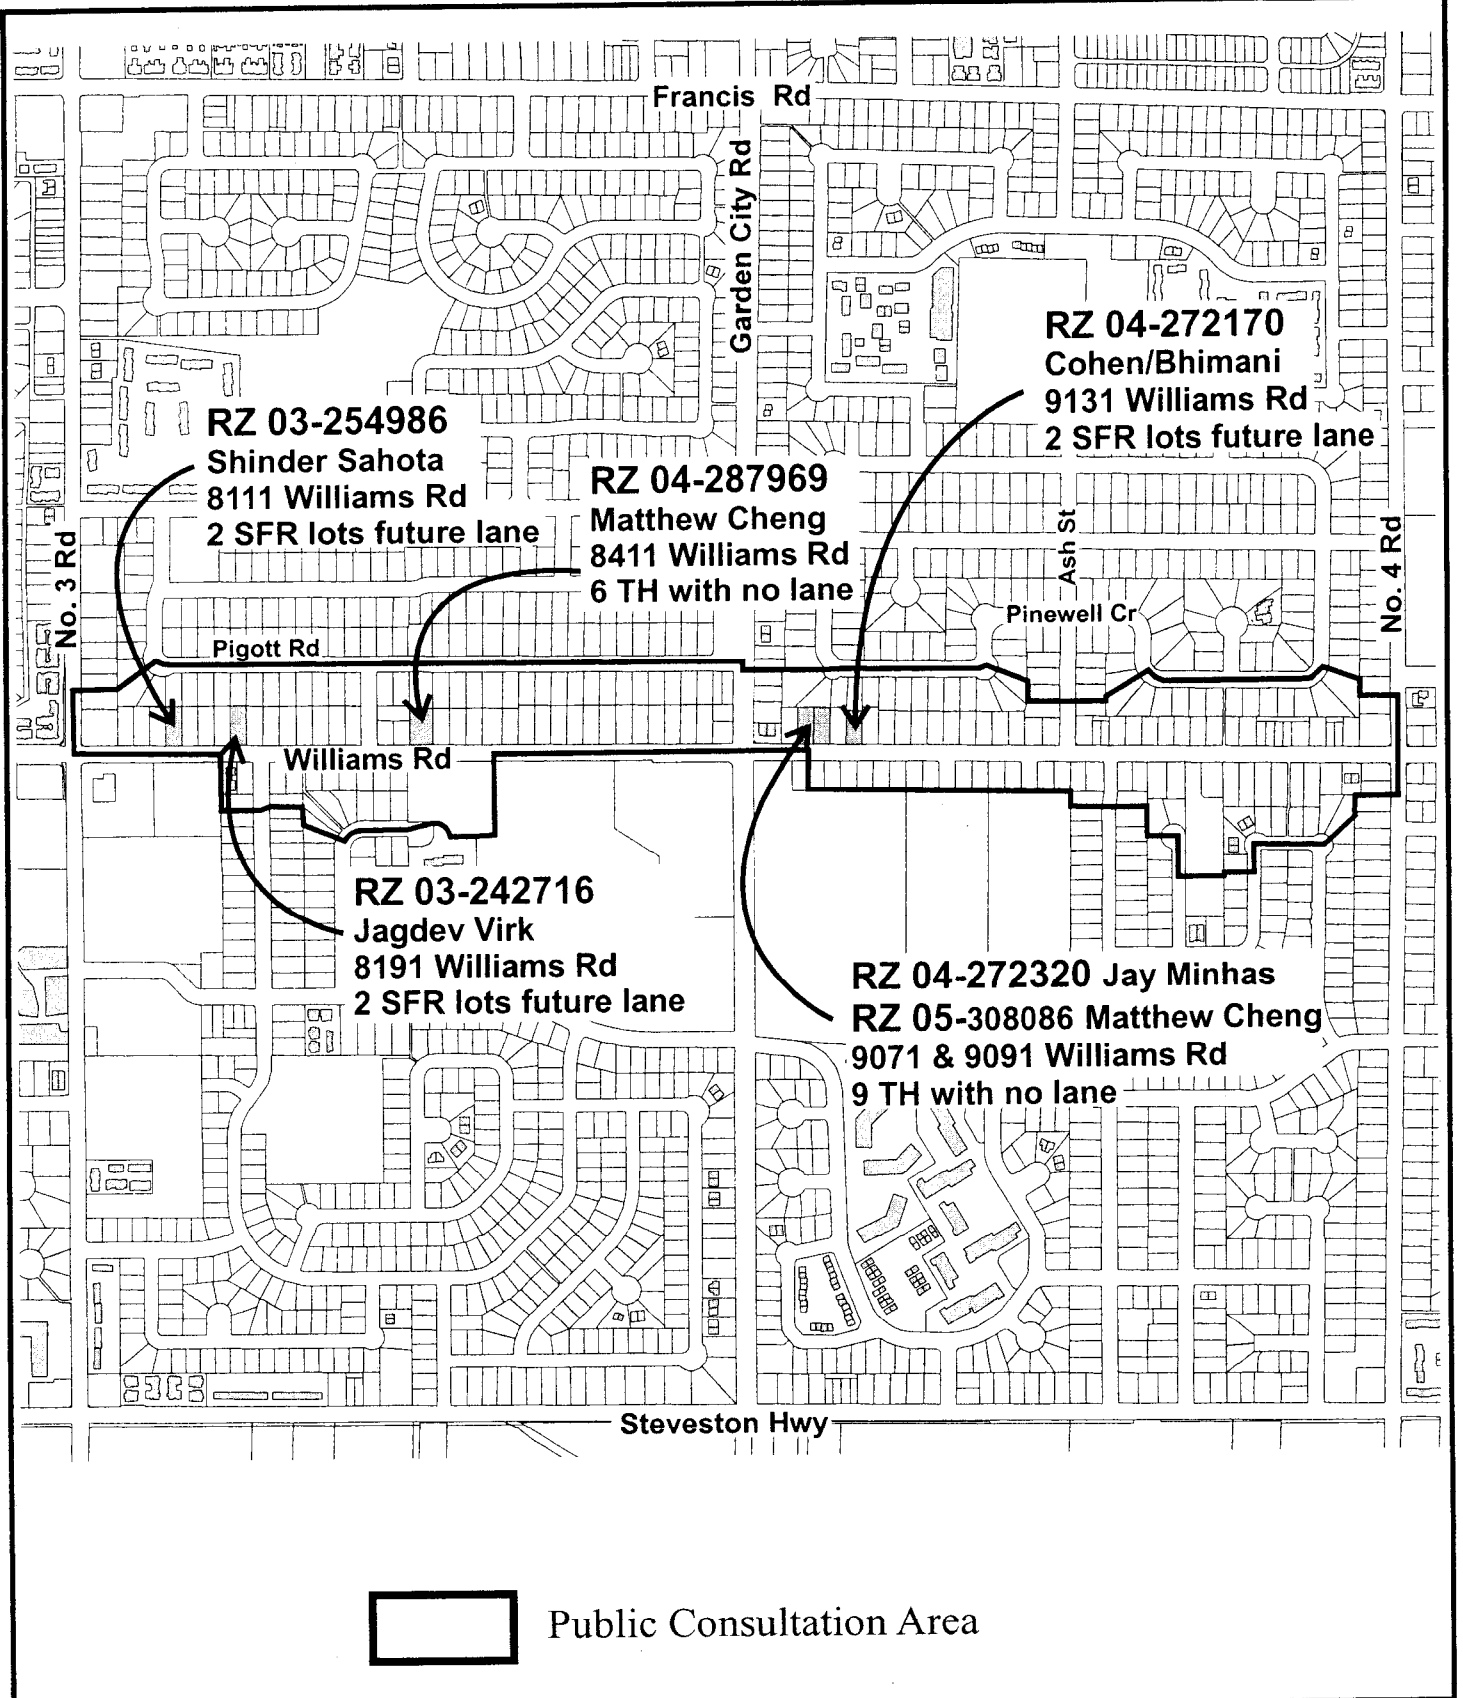 Francis Rd
Garden City Rd
RZ 04-272170
Cohen/Bhimani
9131 Williams Rd
2 SFR lots future lane
RZ 03-254986
Shinder Sahota
8111 Williams Rd
2 SFR lots future lane
RZ 04-287969
Matthew Cheng
8411 Williams Rd
6 TH with no lane
No. 3 Rd
Ash St
No. 4 Rd
Pinewell Cr
Pigott Rd
Williams Rd
RZ 03-242716
Jagdev Virk
8191 Williams Rd
2 SFR lots future lane
RZ 04-272320 Jay Minhas
RZ 05-308086 Matthew Cheng
9071 & 9091 Williams Rd
9 TH with no lane
Steveston Hwy
Public Consultation Area